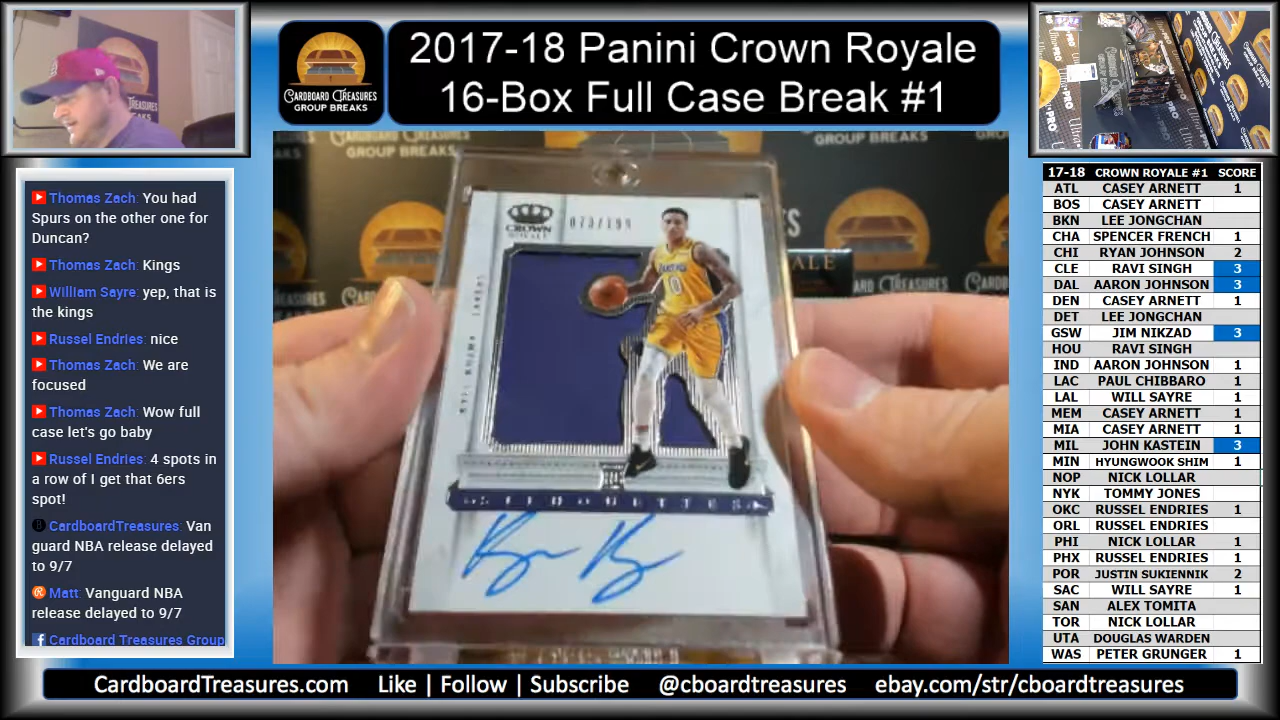 CARDBOARD TREASURES
GROUP BREAKS
2017-18 Panini Crown Royale
16-Box Full Case Break #1
Thomas Zach: You had
Spurs on the other one for
Duncan?
Thomas Zach: Kings
William Sayre: yep, that is
the kings
Russel Endries: nice
Thomas Zach: We are
focused
Thomas Zach: Wow full
case let's go baby
Russel Endries: 4 spots in
a row of I get that 6ers
spot!
CardboardTreasures: Van
guard NBA release delayed
to 9/7
Matt: Vanguard NBA
release delayed to 9/7
Cardboard Treasures Group
GROUP BREAKS
CROWN
ROYALE
073/199
LAKERS
0
KYLE KUZMA LAKERS
SILHOUETTES
17-18 CROWN ROYALE #1 SCORE
ATL CASEY ARNETT 1
BOS CASEY ARNETT
BKN LEE JONGCHAN
CHA SPENCER FRENCH 1
CHI RYAN JOHNSON 2
CLE RAVI SINGH 3
DAL AARON JOHNSON 3
DEN CASEY ARNETT 1
DET LEE JONGCHAN
GSW JIM NIKZAD 3
HOU RAVI SINGH
IND AARON JOHNSON 1
LAC PAUL CHIBBARO 1
LAL WILL SAYRE 1
MEM CASEY ARNETT 1
MIA CASEY ARNETT 1
MIL JOHN KASTEIN 3
MIN HYUNGWOOK SHIM 1
NOP NICK LOLLAR
NYK TOMMY JONES
OKC RUSSEL ENDRIES 1
ORL RUSSEL ENDRIES
PHI NICK LOLLAR 1
PHX RUSSEL ENDRIES 1
POR JUSTIN SUKIENNIK 2
SAC WILL SAYRE 1
SAN ALEX TOMITA
TOR NICK LOLLAR
UTA DOUGLAS WARDEN
WAS PETER GRUNGER 1
CardboardTreasures.com Like | Follow | Subscribe @cboardtreasures ebay.com/str/cboardtreasures